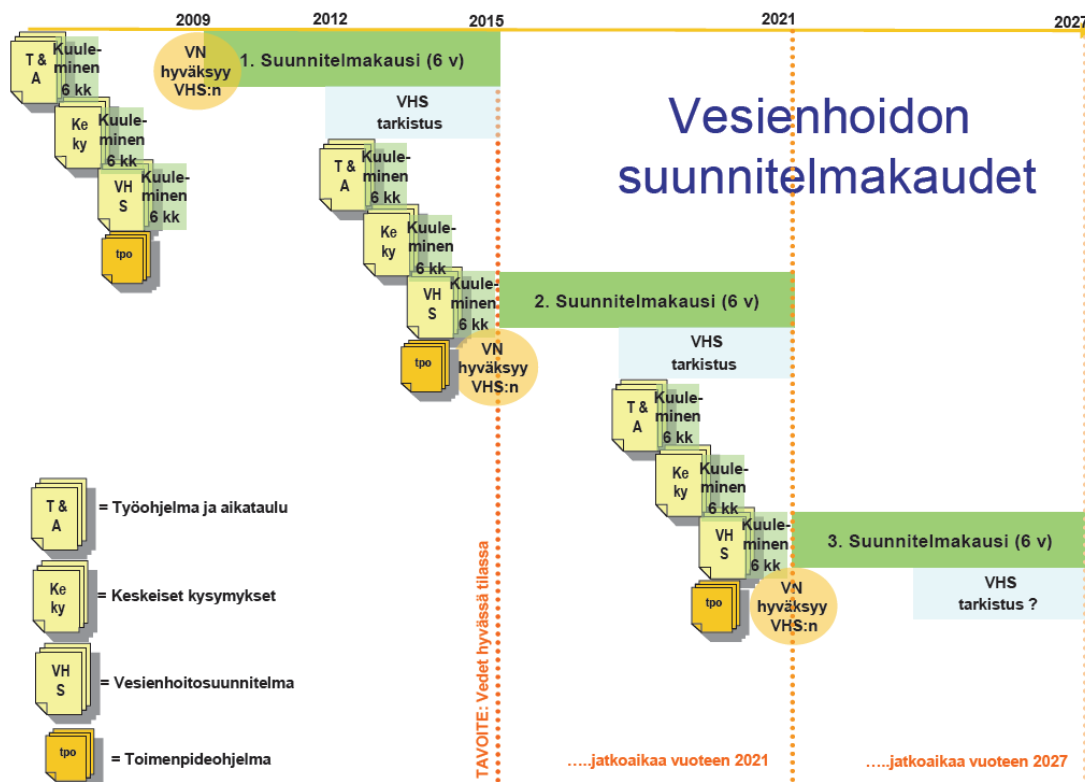 2009
2012
2015
2021
2027
T &
A
Kuule-
minen
6 kk
VN
hyväksyy
VHS:n
1. Suunnitelmakausi (6 v)
Ke
ky
Kuule-
minen
6 kk
VHS
tarkistus
Vesienhoidon
suunnitelmakaudet
VH
S
Kuule-
minen
6 kk
T &
A
Kuule-
minen
6 kk
tpo
Ke
ky
Kuule-
minen
6 kk
VH
S
Kuule-
minen
6 kk
2. Suunnitelmakausi (6 v)
tpo
VN
hyväksyy
VHS:n
VHS
tarkistus
T &
A
Kuule-
minen
6 kk
Ke
ky
Kuule-
minen
6 kk
VH
S
Kuule-
minen
6 kk
3. Suunnitelmakausi (6 v)
tpo
VN
hyväksyy
VHS:n
VHS
tarkistus ?
T &
A
= Työohjelma ja aikataulu
Ke
ky
= Keskeiset kysymykset
VH
S
= Vesienhoitosuunnitelma
tpo
= Toimenpideohjelma
TAVOITE: Vedet hyvässä tilassa
.....jatkoaikaa vuoteen 2021
.....jatkoaikaa vuoteen 2027